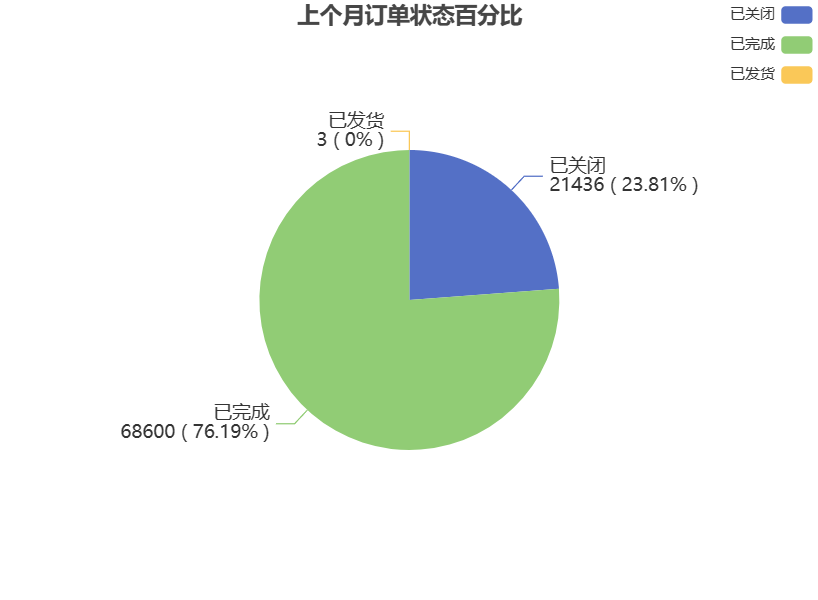 上个月订单状态百分比
已关闭
已完成
已发货
已发货
3 ( 0% )
已关闭
21436 ( 23.81% )
已完成
68600 ( 76.19% )